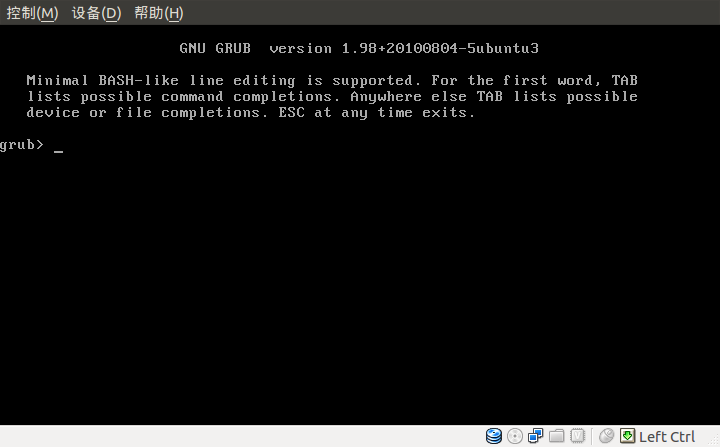 控制(M) 设备(D) 帮助(H)
GNU GRUB version 1.98+20100804-5ubuntu3
Minimal BASH-like line editing is supported. For the first word, TAB
lists possible command completions. Anywhere else TAB lists possible
device or file completions. ESC at any time exits.
grub> _
Left Ctrl